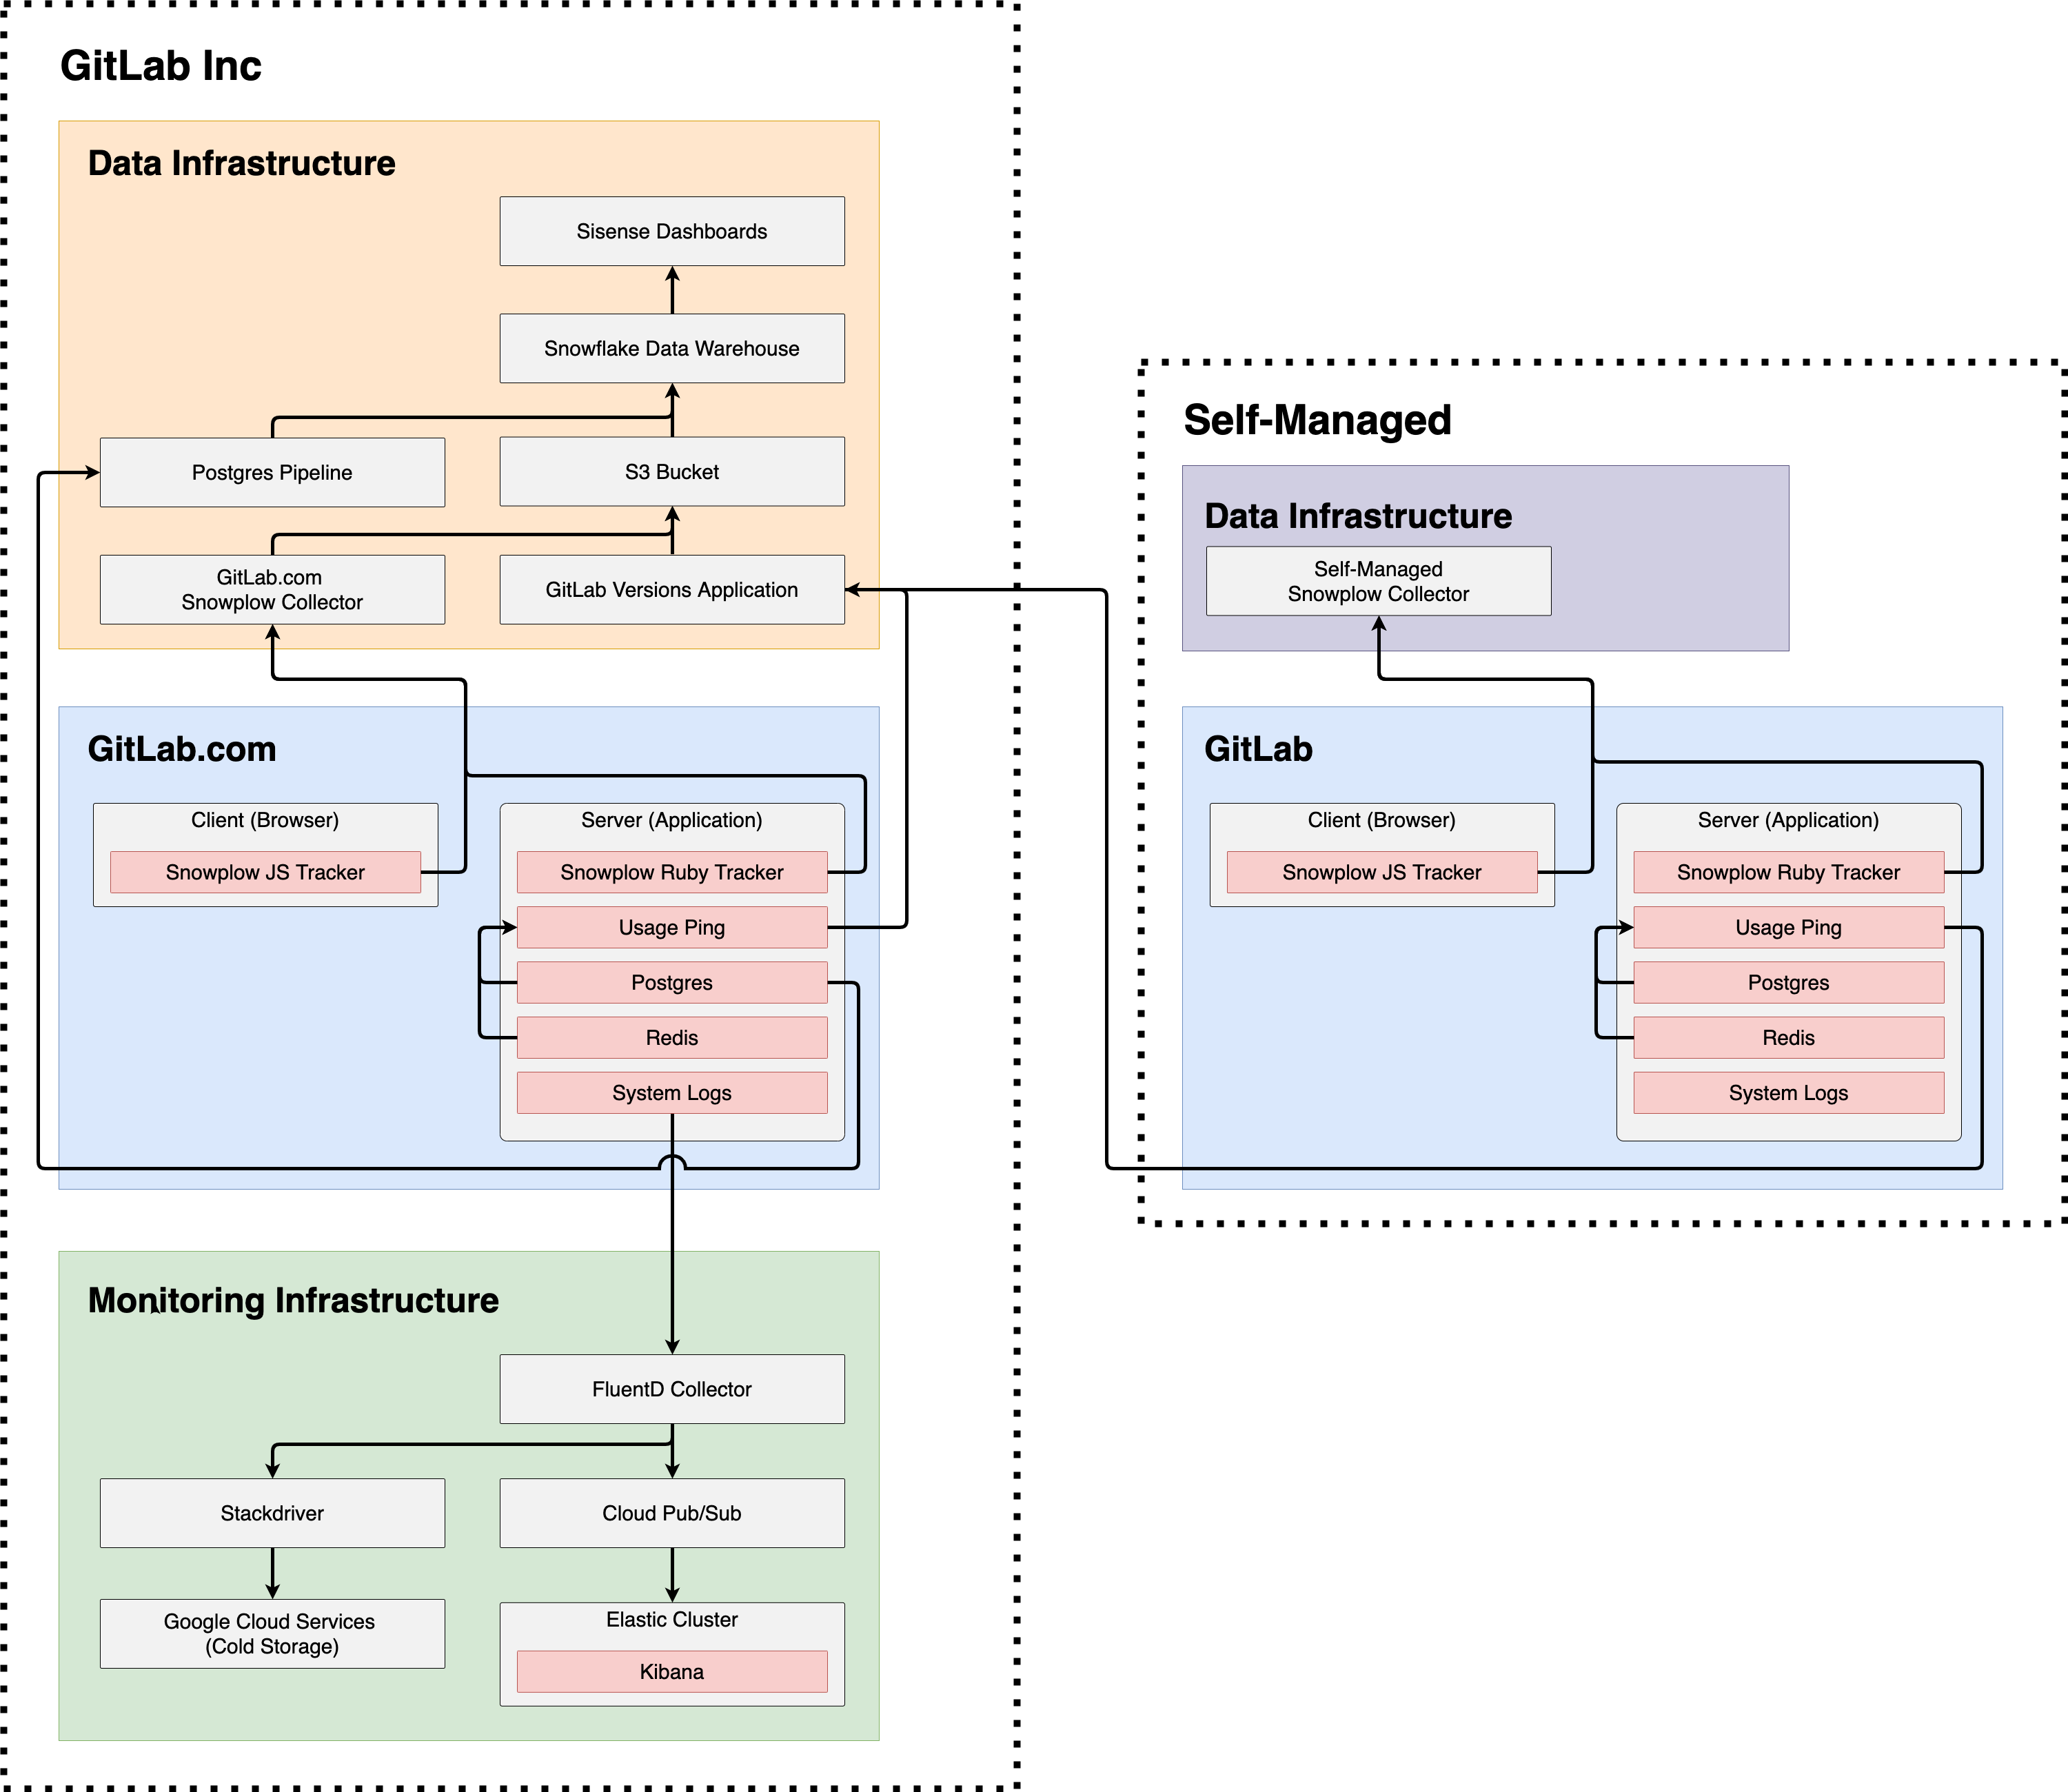 GitLab Inc
Data Infrastructure
Sisense Dashboards
Snowflake Data Warehouse
Postgres Pipeline
S3 Bucket
GitLab.com
Snowplow Collector
GitLab Versions Application
GitLab.com
Client (Browser)
Snowplow JS Tracker
Server (Application)
Snowplow Ruby Tracker
Usage Ping
Postgres
Redis
System Logs
Monitoring Infrastructure
FluentD Collector
Stackdriver
Cloud Pub/Sub
Google Cloud Services
(Cold Storage)
Elastic Cluster
Kibana
Self-Managed
Data Infrastructure
Self-Managed
Snowplow Collector
GitLab
Client (Browser)
Snowplow JS Tracker
Server (Application)
Snowplow Ruby Tracker
Usage Ping
Postgres
Redis
System Logs